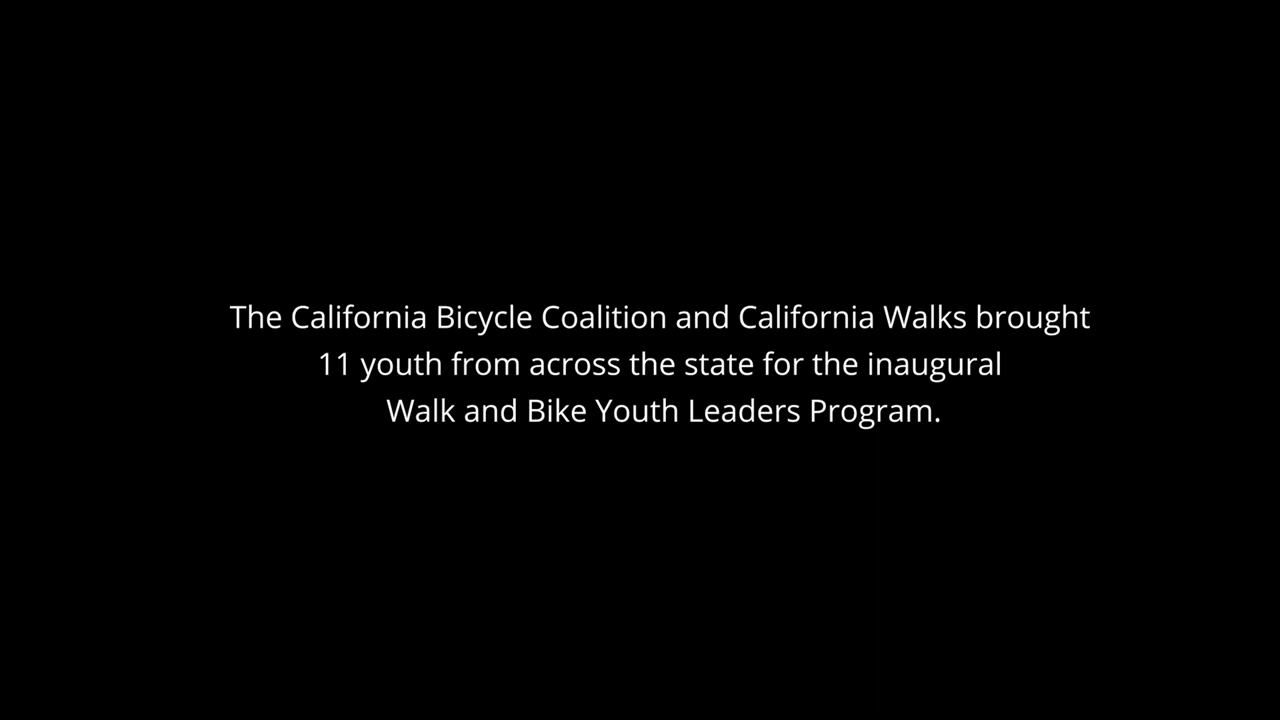 The California Bicycle Coalition and California Walks brought
11 youth from across the state for the inaugural
Walk and Bike Youth Leaders Program.